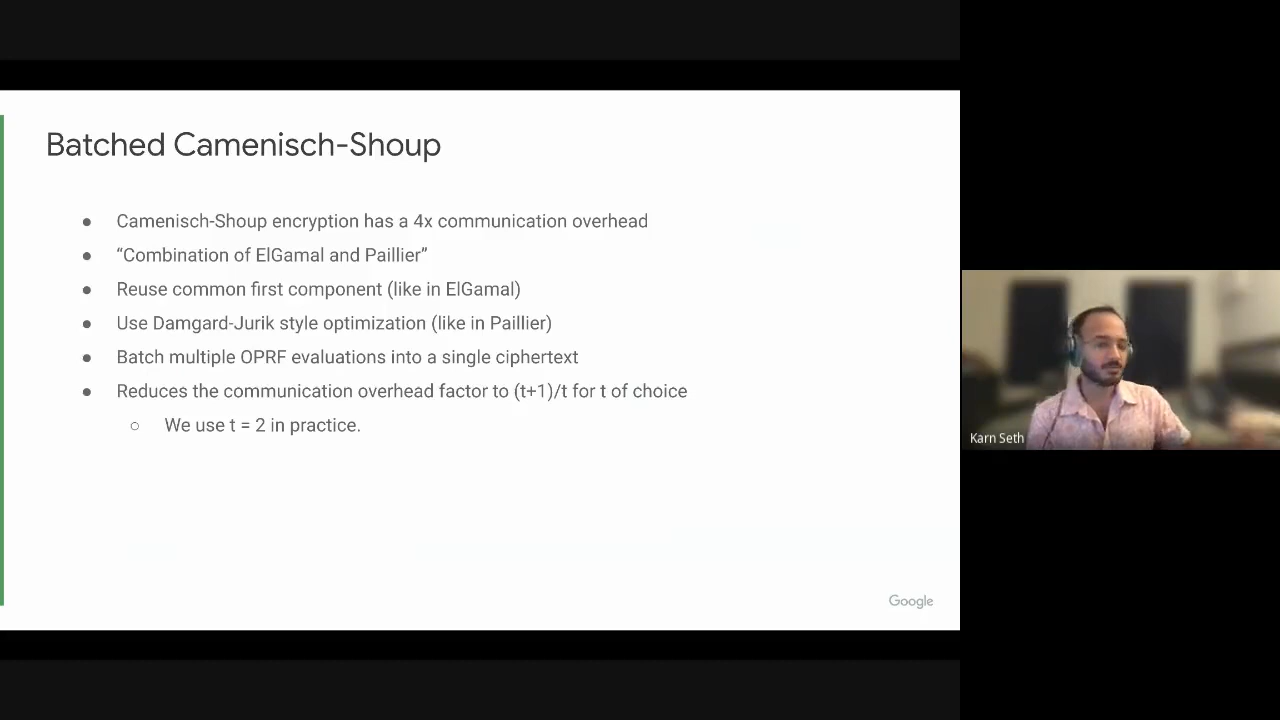 Batched Camenisch-Shoup
● Camenisch-Shoup encryption has a 4x communication overhead
● “Combination of ElGamal and Paillier”
● Reuse common first component (like in ElGamal)
● Use Damgard-Jurik style optimization (like in Paillier)
● Batch multiple OPRF evaluations into a single ciphertext
● Reduces the communication overhead factor to (t+1)/t for t of choice
○ We use t = 2 in practice.
Google
Karn Seth